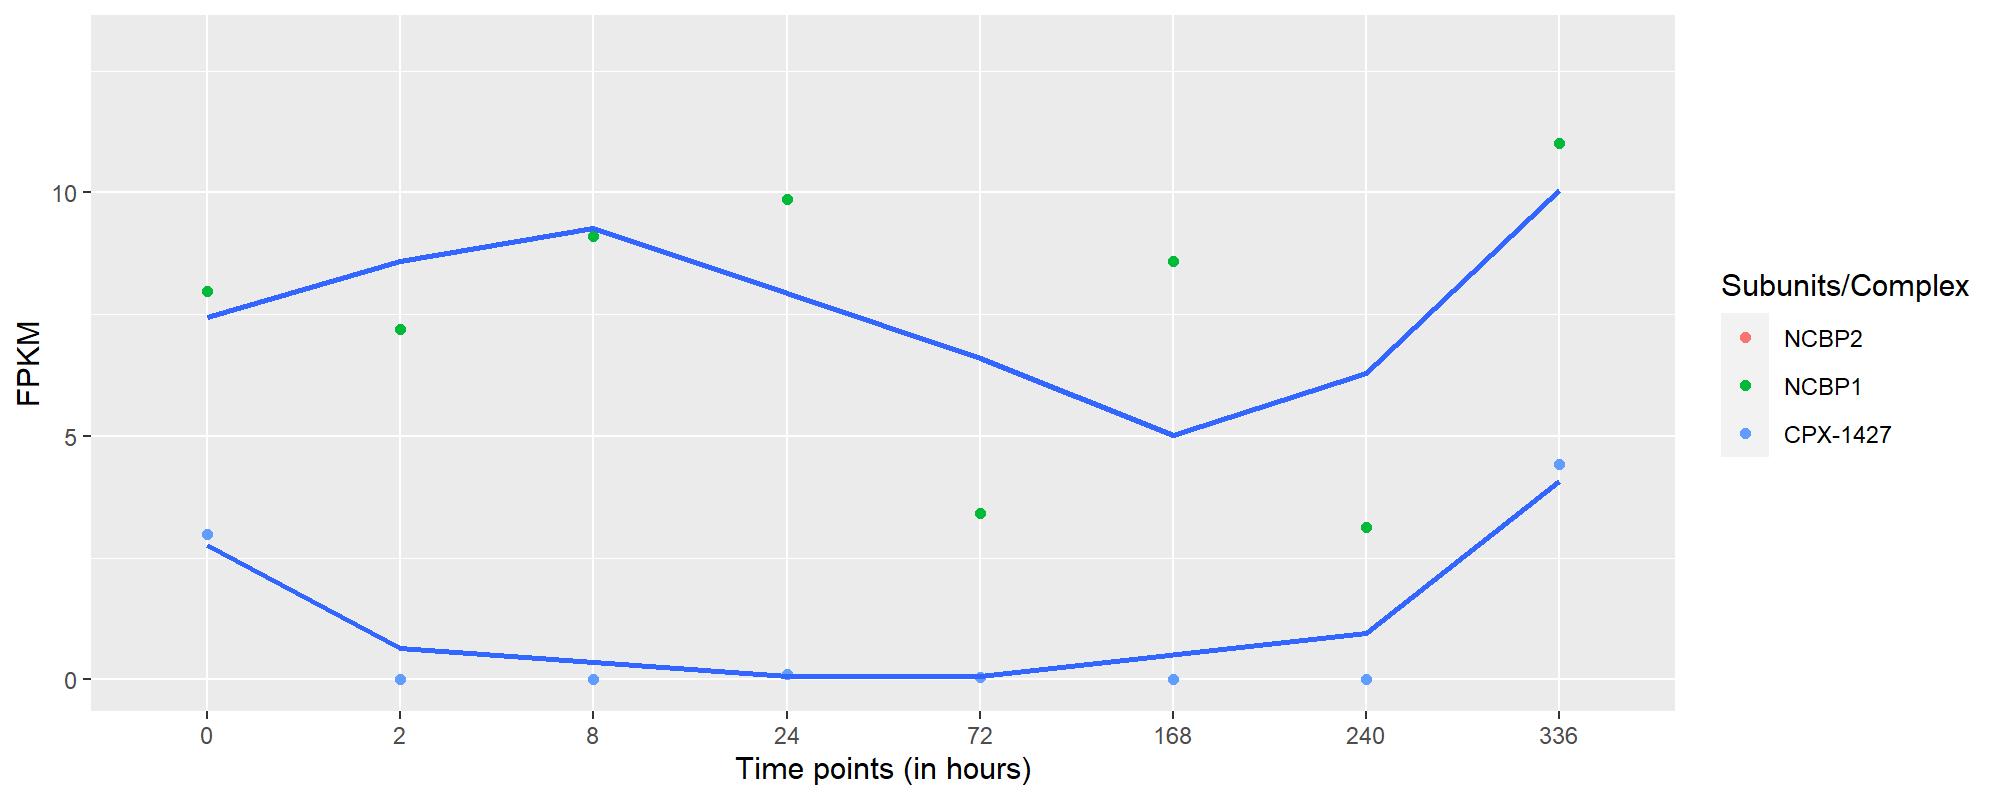 10
5
0
FPKM
0 2 8 24 72 168 240 336
Time points (in hours)
Subunits/Complex
NCBP2
NCBP1
CPX-1427